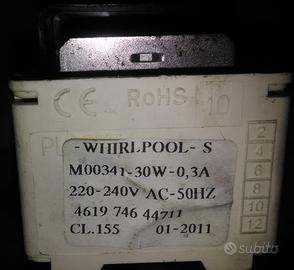 CE RoHS 10
-WHIRLPOOL- S
M00341-30W-0,3A
220-240V AC-50HZ
4619 746 44711
CL.155 01-2011
2
4
6
8
10
12
subito